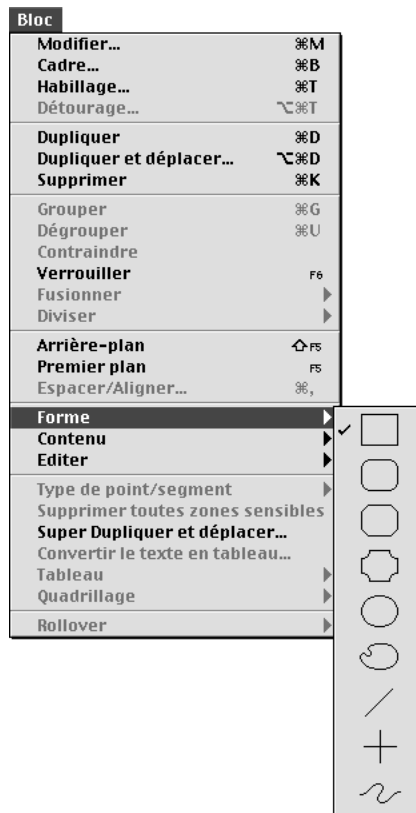 Bloc
Modifier... ⌘M
Cadre... ⌘B
Habillage... ⌘T
Détourage... ⌥⌘T
Dupliquer ⌘D
Dupliquer et déplacer... ⌥⌘D
Supprimer ⌘K
Grouper ⌘G
Dégrouper ⌘U
Contraindre
Verrouiller F6
Fusionner
Diviser
Arrière-plan ⇧F5
Premier plan F5
Espacer/Aligner... ⌘,
Forme
Contenu
Editer
Type de point/segment
Supprimer toutes zones sensibles
Super Dupliquer et déplacer...
Convertir le texte en tableau...
Tableau
Quadrillage
Rollover